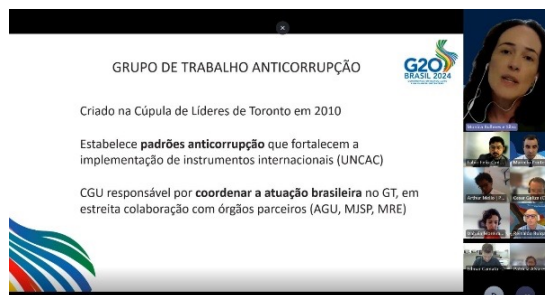 GRUPO DE TRABALHO ANTICORRUPÇÃO
G20
BRASIL 2024
Criado na Cúpula de Líderes de Toronto em 2010
Estabelece padrões anticorrupção que fortalecem a
implementação de instrumentos internacionais (UNCAC)
CGU responsável por coordenar a atuação brasileira no GT, em
estreita colaboração com órgãos parceiros (AGU, MJSP, MRE)